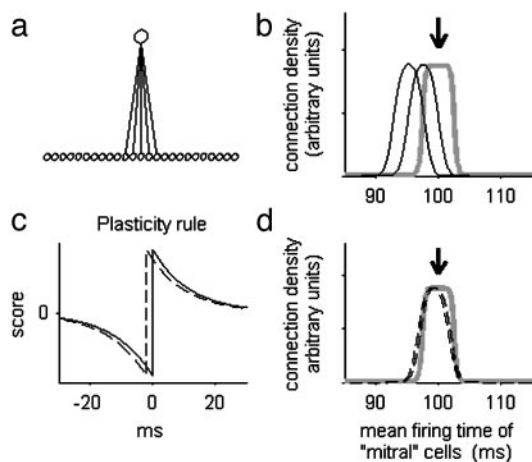 a
b
connection density
(arbitrary units)
90
100
110
c
Plasticity rule
score
0
-20
0
20
ms
d
connection density
arbitrary units)
90
100
110
mean firing time of
"mitral" cells (ms)